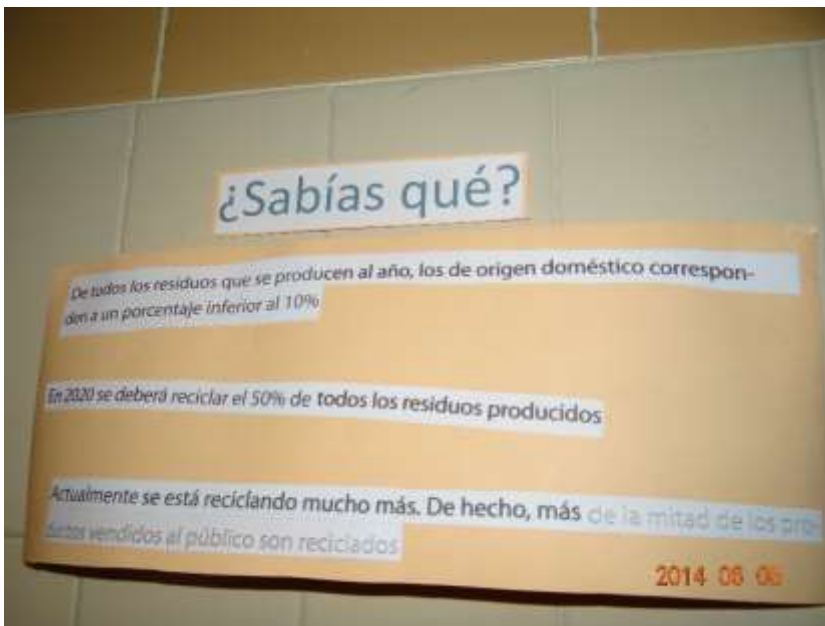 ¿Sabías qué?
De todos los residuos que se producen al año, los de origen doméstico correspon-
den a un porcentaje inferior al 10%
En 2020 se deberá reciclar el 50% de todos los residuos producidos
Actualmente se está reciclando mucho más. De hecho, más de la mitad de los pro-
ductos vendidos al público son reciclados
2014 08 06